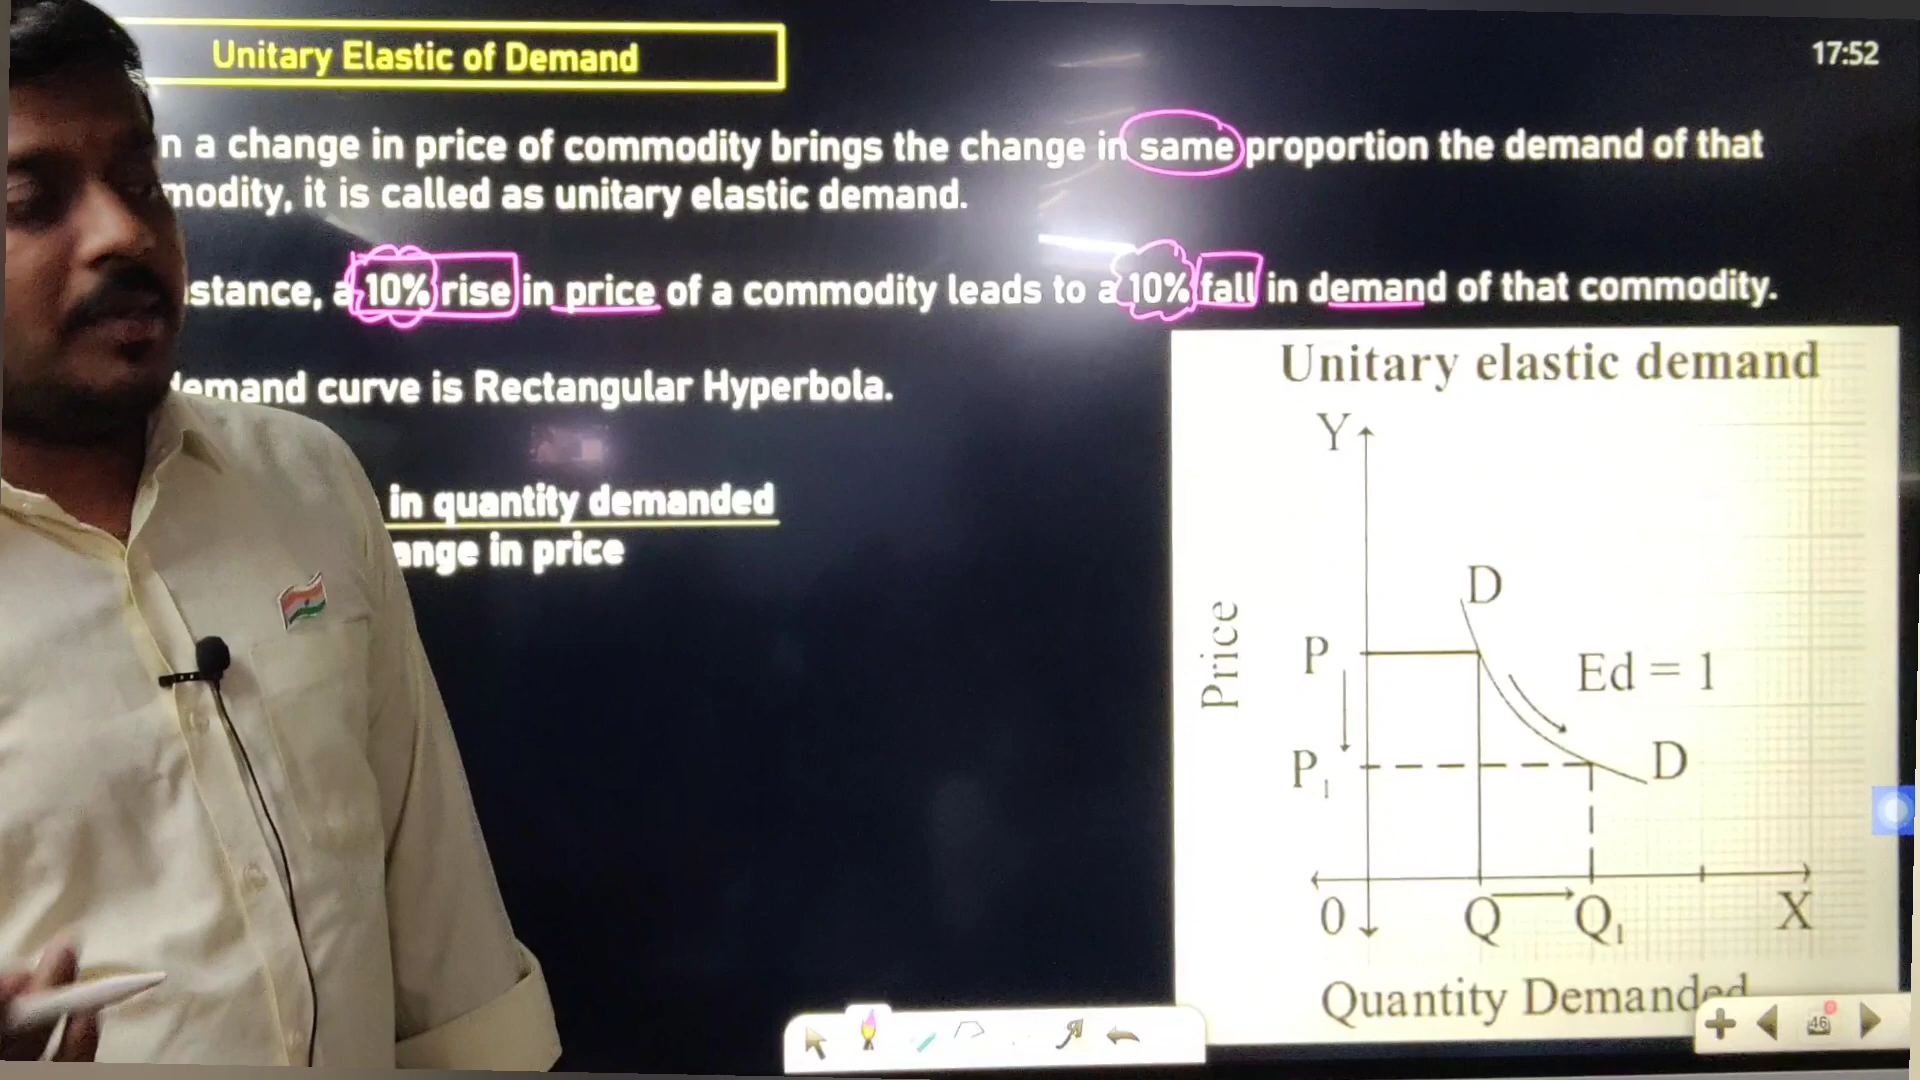 Unitary Elastic of Demand
17:52
n a change in price of commodity brings the change in same proportion the demand of that
modity, it is called as unitary elastic demand.
stance, a 10% rise in price of a commodity leads to a 10% fall in demand of that commodity.
demand curve is Rectangular Hyperbola.
in quantity demanded
ange in price
Unitary elastic demand
Y
D
P
Ed = 1
Price
P1
D
0
Q
Q1
X
Quantity Demanded
46